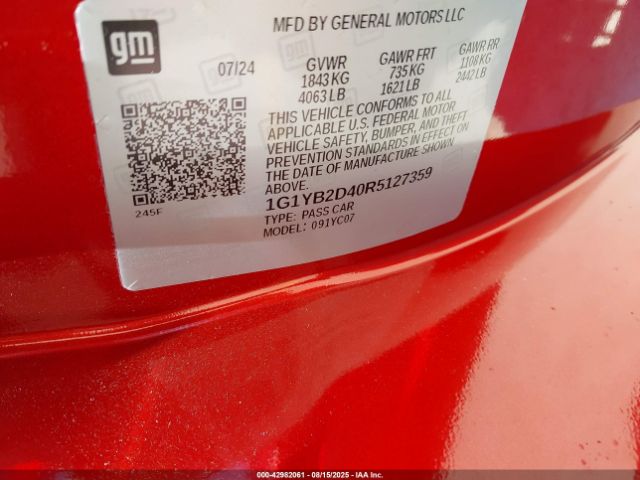 MFD BY GENERAL MOTORS LLC
gm
07/24
GVWR
1843 KG
4063 LB
GAWR FRT
735 KG
1621 LB
GAWR RR
1108 KG
2442 LB
THIS VEHICLE CONFORMS TO ALL
APPLICABLE U.S. FEDERAL MOTOR
VEHICLE SAFETY, BUMPER, AND THEFT
PREVENTION STANDARDS IN EFFECT ON
THE DATE OF MANUFACTURE SHOWN
ABOVE.
245F
1G1YB2D40R5127359
TYPE: PASS CAR
MODEL: 091YC07
000-42982061 - 08/15/2025 - IAA Inc.